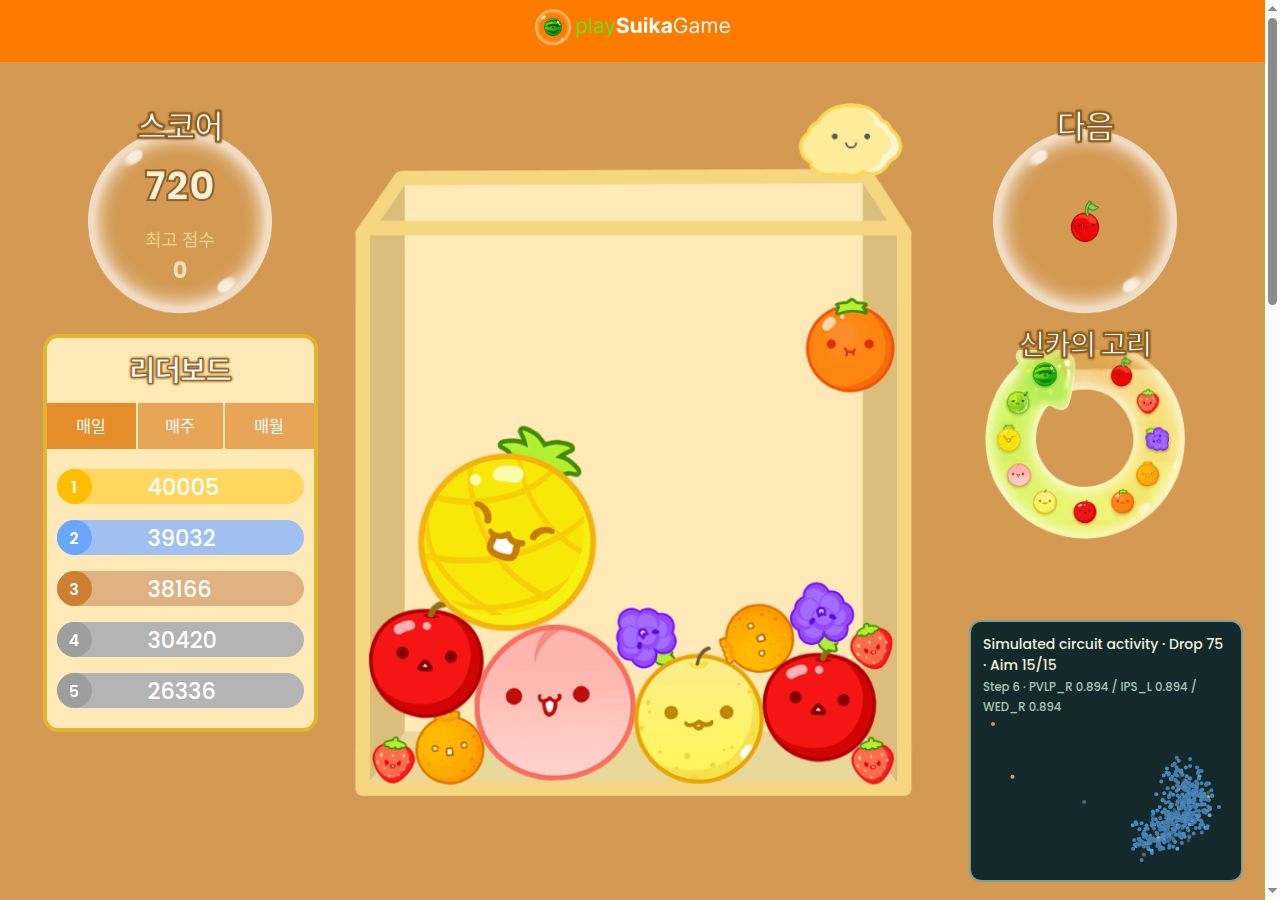 playSuikaGame
스코어
720
최고 점수
0
다음
신카의 고리
리더보드
매일
매주
매월
1 40005
2 39032
3 38166
4 30420
5 26336
Simulated circuit activity · Drop 75
· Aim 15/15
Step 6 · PVLP_R 0.894 / IPS_L 0.894 /
WED_R 0.894